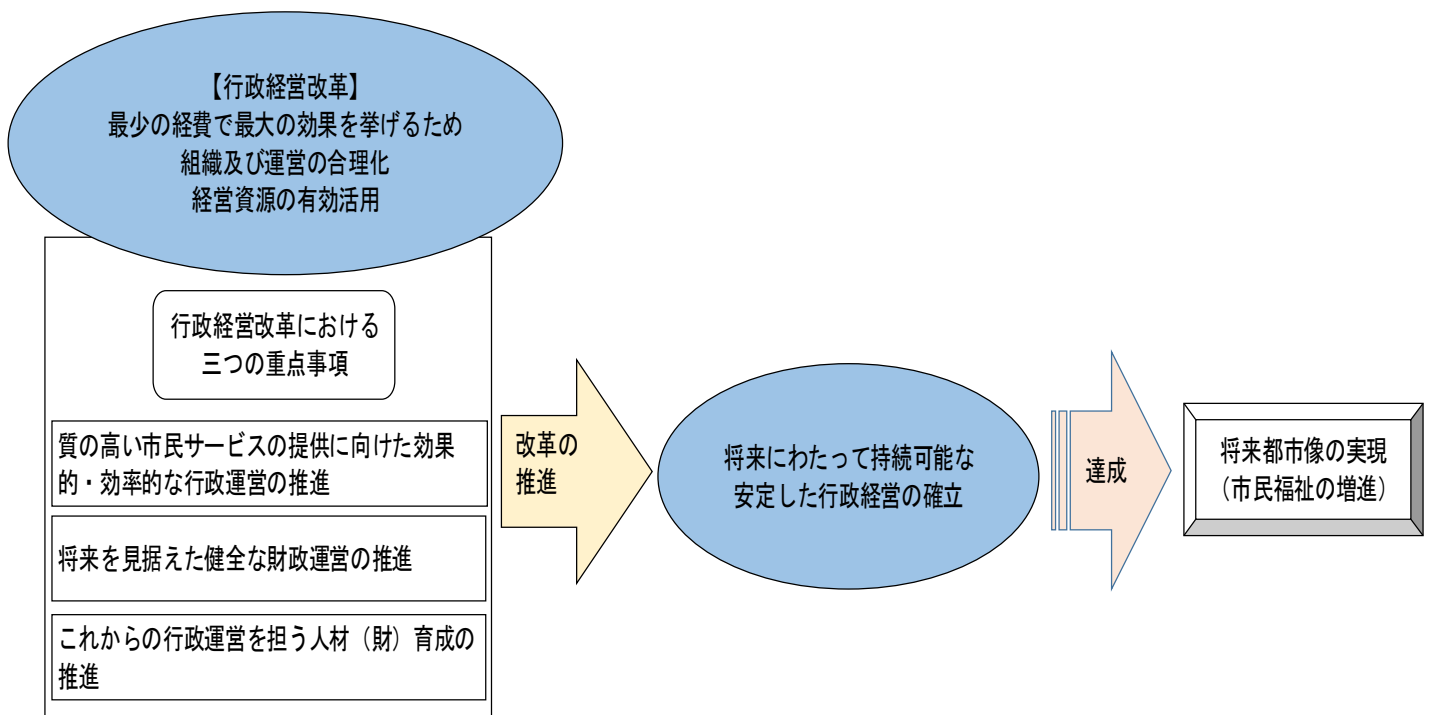 【行政経営改革】
最少の経費で最大の効果を挙げるため
組織及び運営の合理化
経営資源の有効活用
行政経営改革における
三つの重点事項
質の高い市民サービスの提供に向けた効果
的・効率的な行政運営の推進
将来を見据えた健全な財政運営の推進
これからの行政運営を担う人材（財）育成の
推進
改革の
推進
将来にわたって持続可能な
安定した行政経営の確立
達成
将来都市像の実現
（市民福祉の増進）